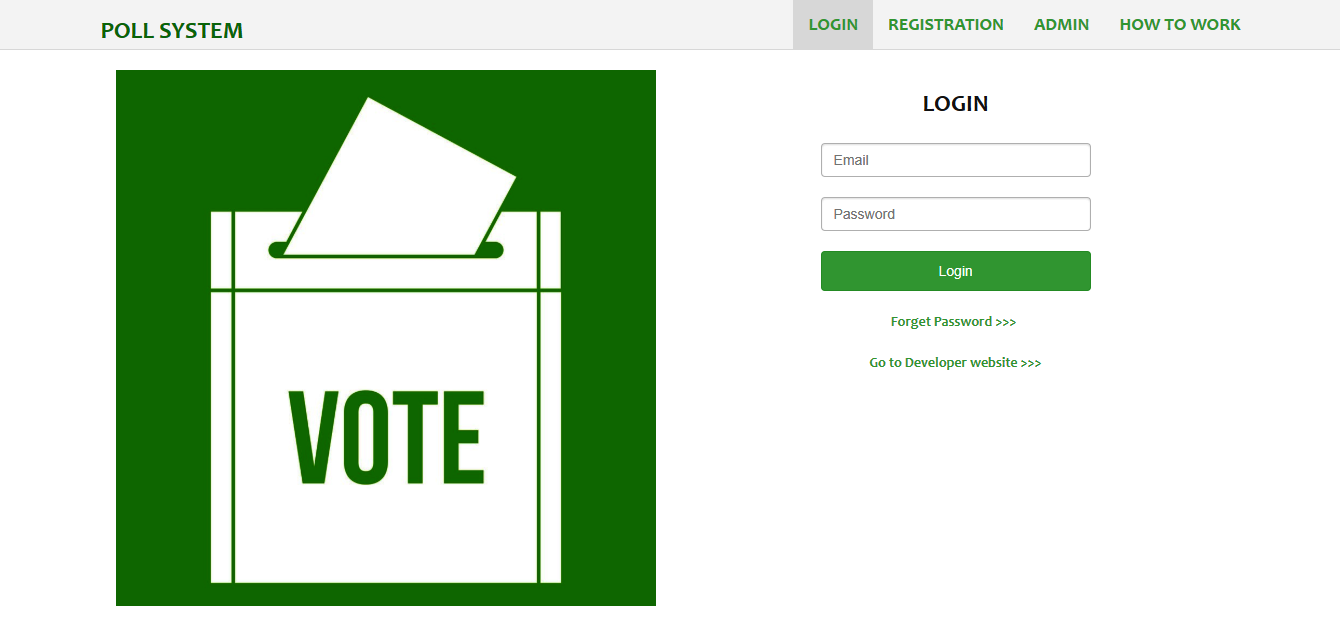 POLL SYSTEM
LOGIN REGISTRATION ADMIN HOW TO WORK
LOGIN
Email
Password
Login
Forget Password >>>
Go to Developer website >>>
VOTE